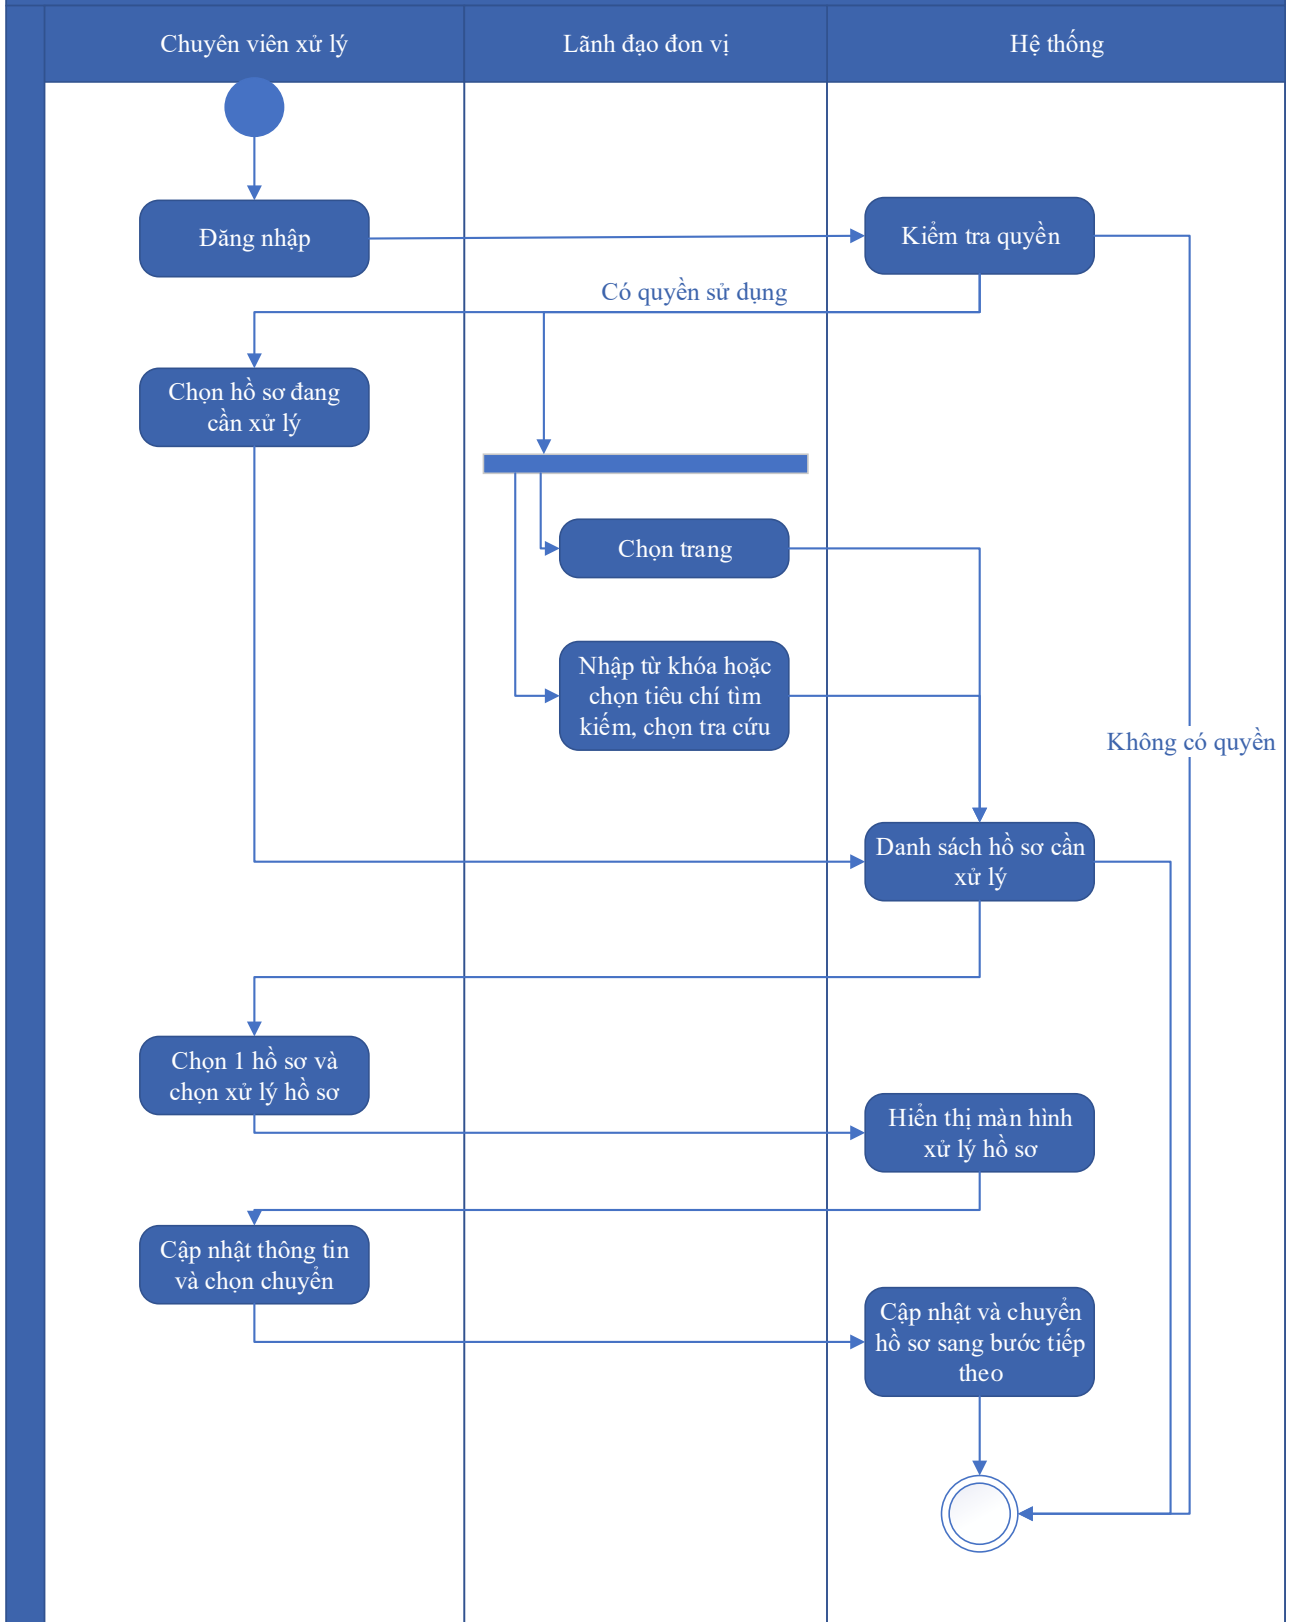 Chuyên viên xử lý
Lãnh đạo đon vị
Hệ thống
Đăng nhập
Kiểm tra quyền
Có quyền sử dụng
Chọn hồ sơ đang
cần xử lý
Chọn trang
Nhập từ khóa hoặc
chọn tiêu chí tìm
kiếm, chọn tra cứu
Không có quyền
Danh sách hồ sơ cần
xử lý
Chọn 1 hồ sơ và
chọn xử lý hồ sơ
Hiển thị màn hình
xử lý hồ sơ
Cập nhật thông tin
và chọn chuyển
Cập nhật và chuyển
hồ sơ sang bước tiếp
theo